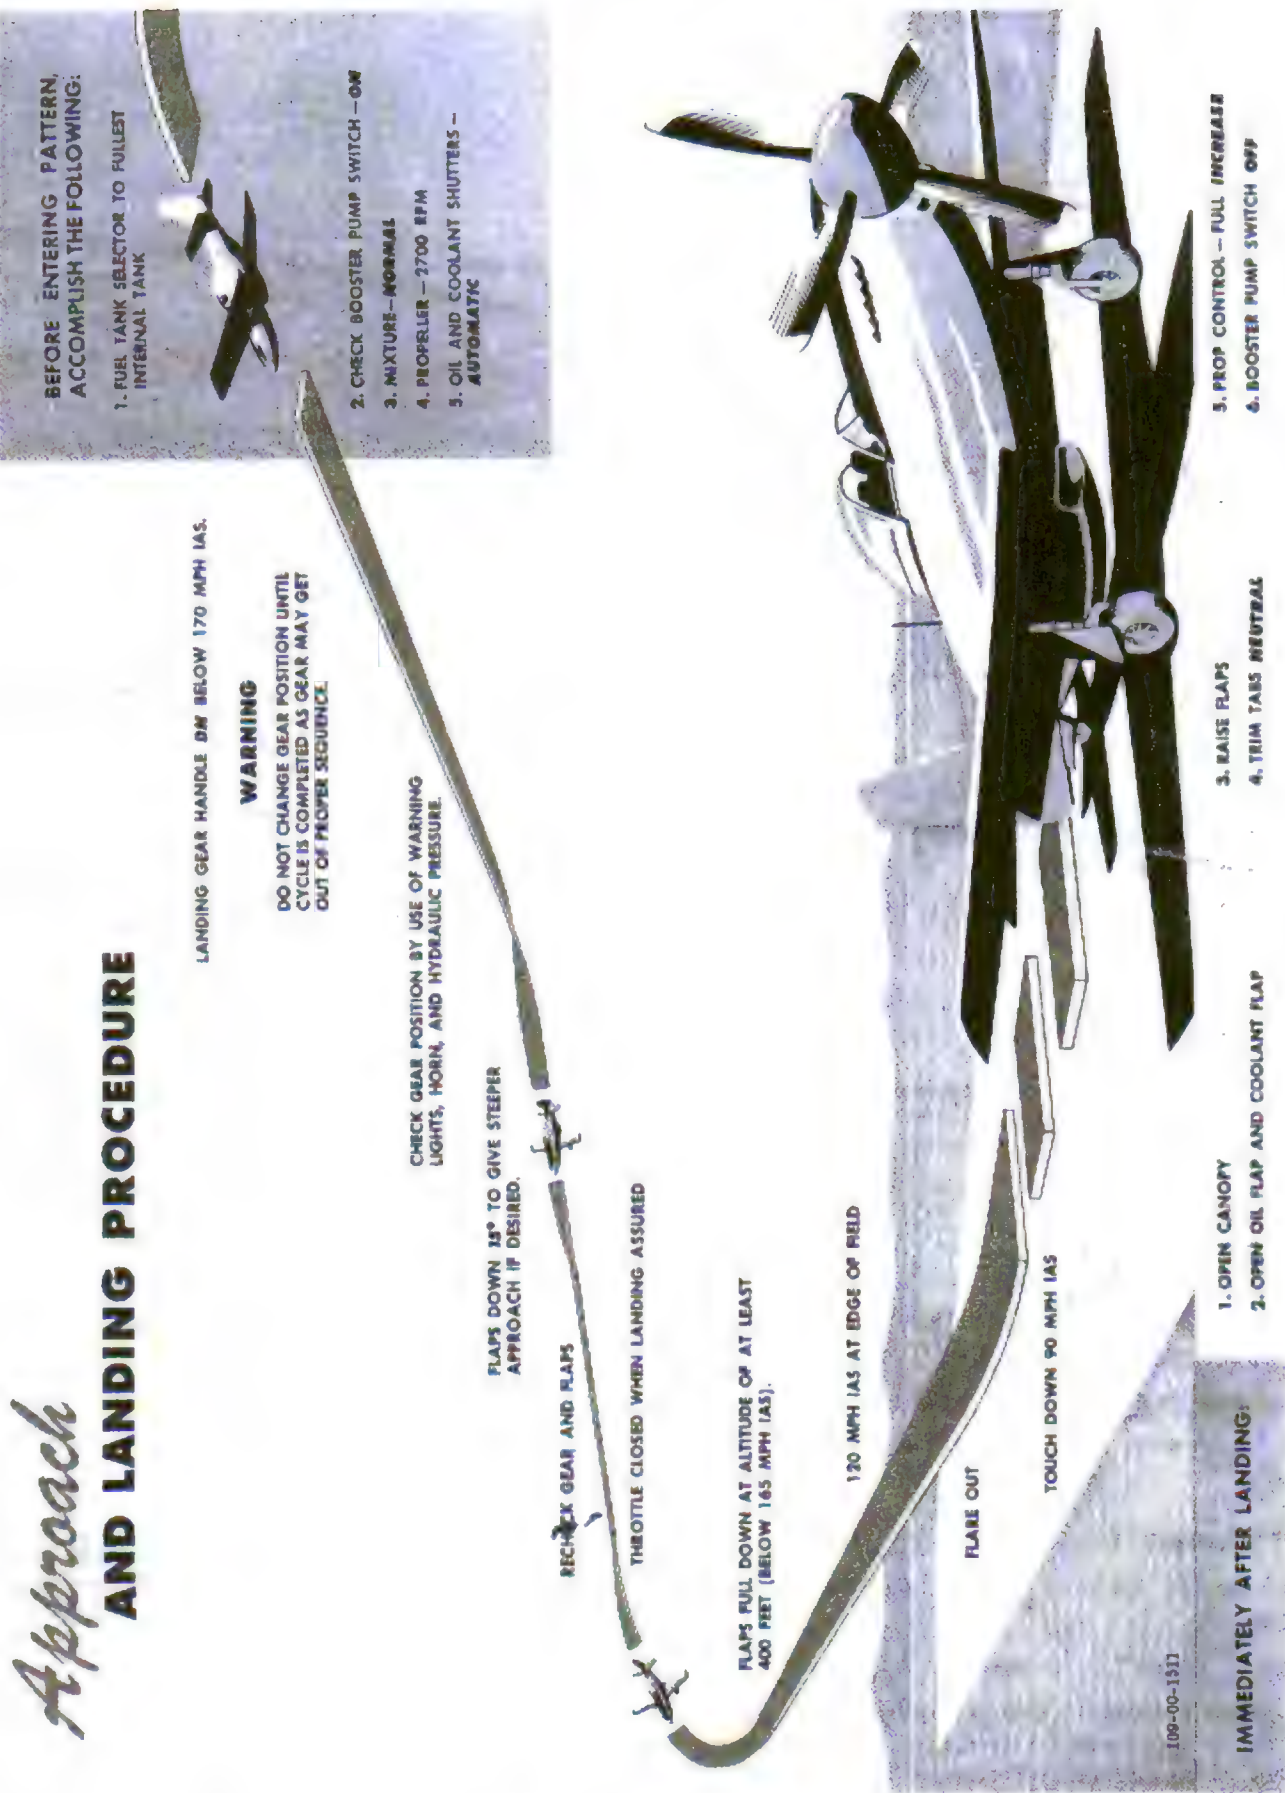 Approach
AND LANDING PROCEDURE
BEFORE ENTERING PATTERN,
ACCOMPLISH THE FOLLOWING:
1. FUEL TANK SELECTOR TO FULLEST
INTERNAL TANK
2. CHECK BOOSTER PUMP SWITCH—ON
3. MIXTURE—NORMAL
4. PROPELLER—2700 RPM
5. OIL AND COOLANT SHUTTERS—
AUTOMATIC
LANDING GEAR HANDLE DN BELOW 170 MPH IAS.
WARNING
DO NOT CHANGE GEAR POSITION UNTIL
CYCLE IS COMPLETED AS GEAR MAY GET
OUT OF PROPER SEQUENCE.
CHECK GEAR POSITION BY USE OF WARNING
LIGHTS, HORN, AND HYDRAULIC PRESSURE.
FLAPS DOWN 15° TO GIVE STEEPER
APPROACH IF DESIRED.
RECHECK GEAR AND FLAPS
THROTTLE CLOSED WHEN LANDING ASSURED
FLAPS FULL DOWN AT ALTITUDE OF AT LEAST
400 FEET (BELOW 165 MPH IAS).
120 MPH IAS AT EDGE OF FIELD
FLARE OUT
TOUCH DOWN 90 MPH IAS
109-00-1511
IMMEDIATELY AFTER LANDING:
1. OPEN CANOPY
2. OPEN OIL FLAP AND COOLANT FLAP
3. RAISE FLAPS
4. TRIM TABS NEUTRAL
5. PROP CONTROL—FULL INCREASE
6. BOOSTER PUMP SWITCH OFF